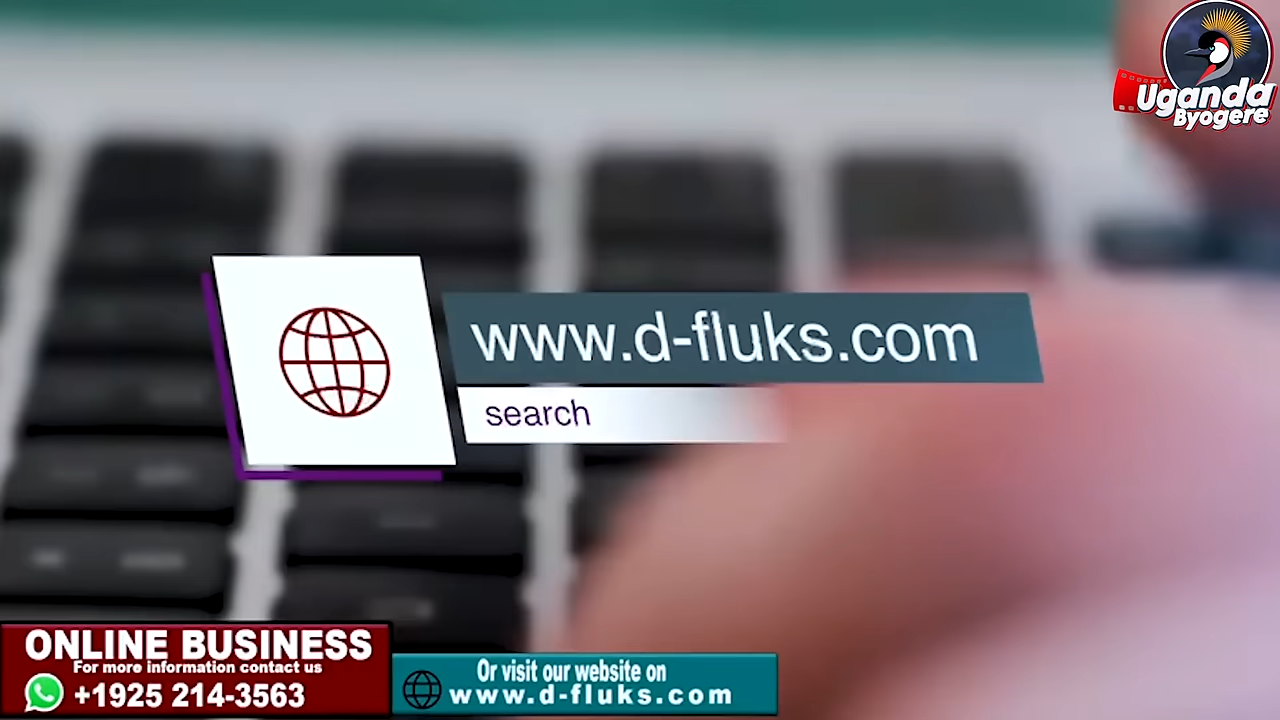 Uganda
Byogere
www.d-fluks.com
search
ONLINE BUSINESS
For more information contact us
+1925 214-3563
Or visit our website on
www.d-fluks.com